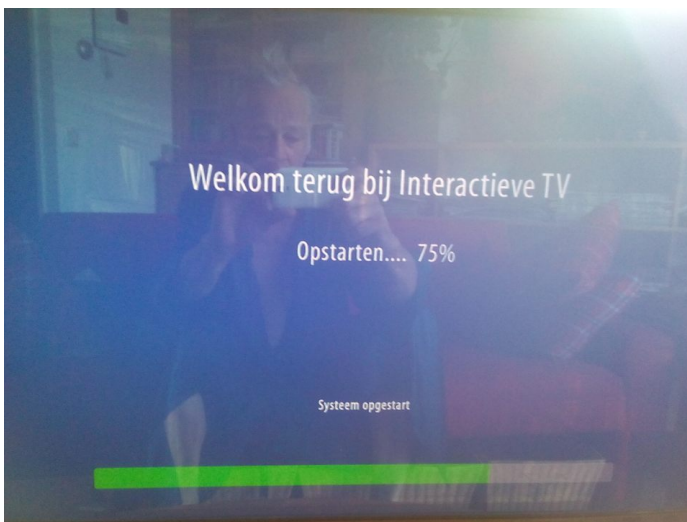 Welkom terug bij Interactieve TV
Opstarten.... 75%
Systeem opgestart